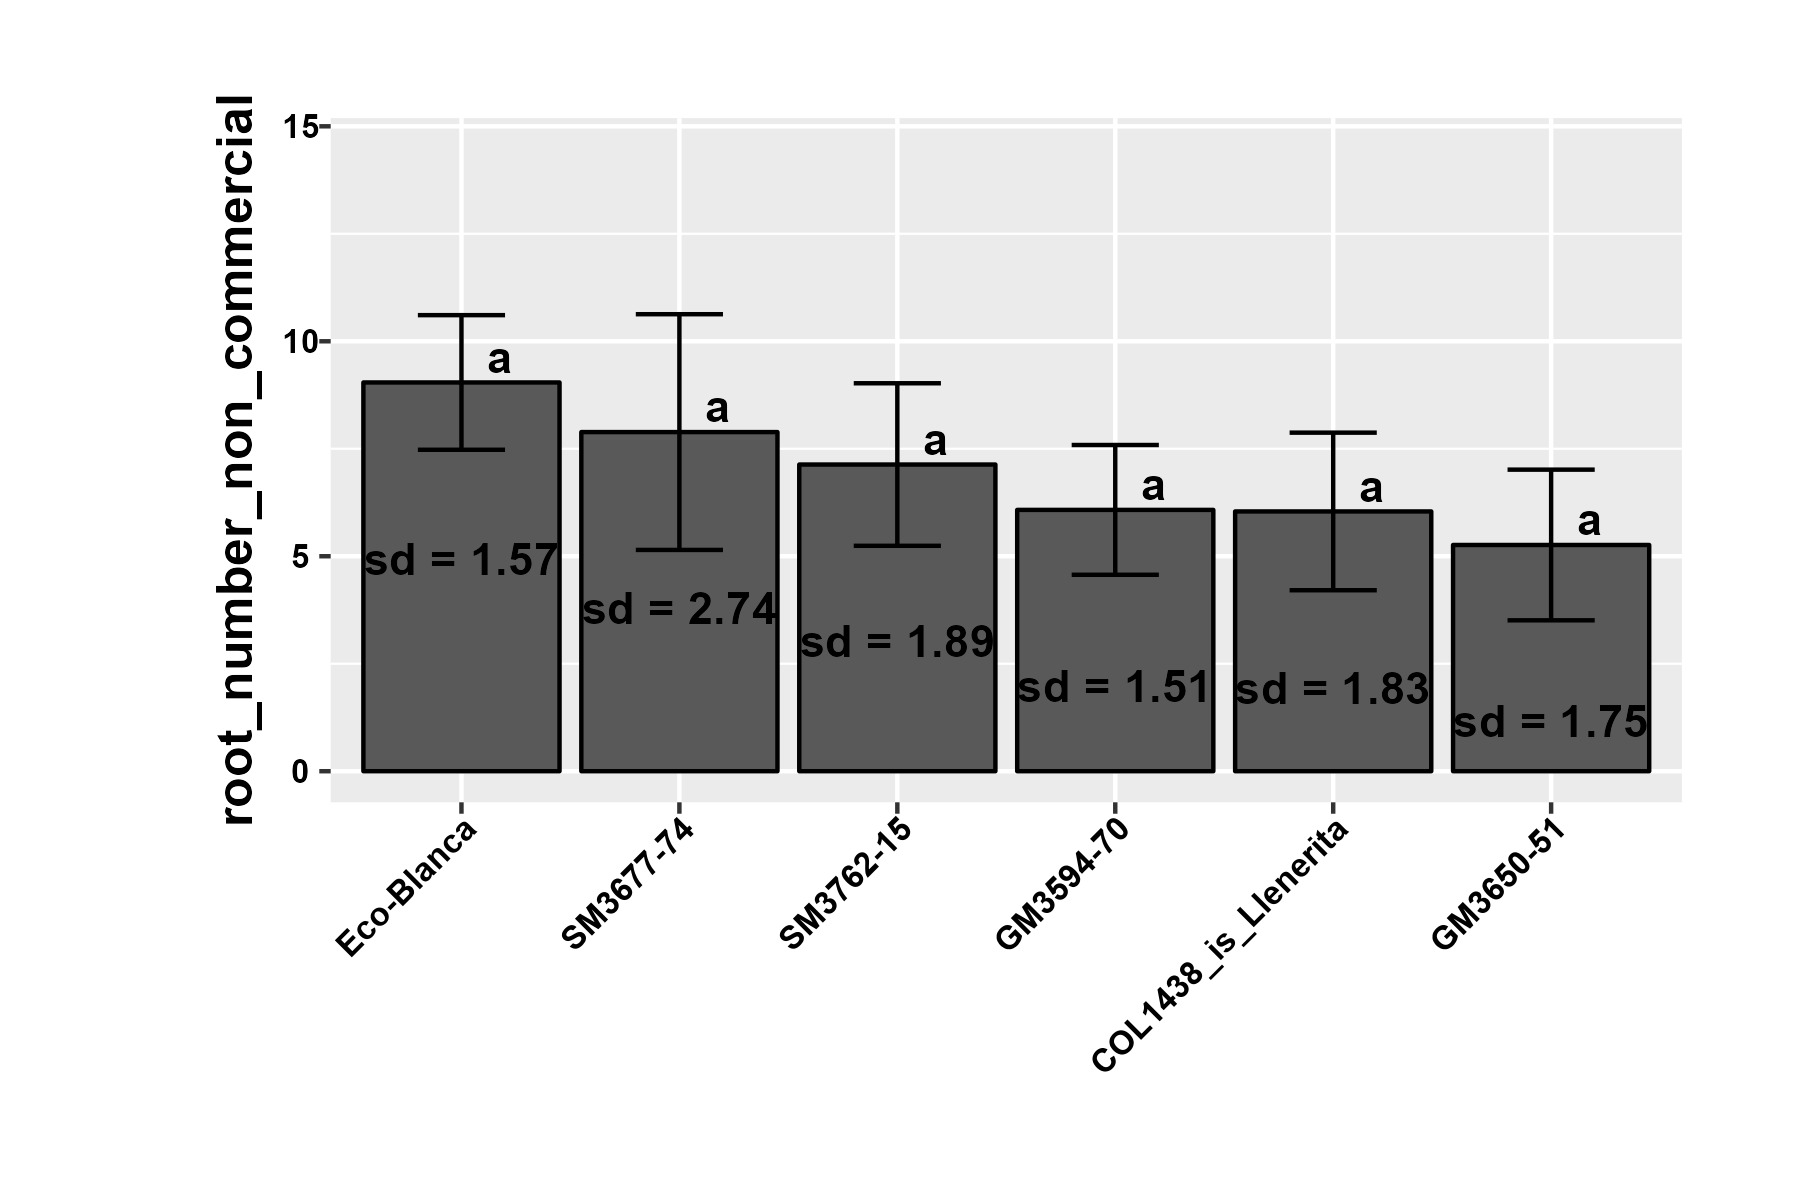 root_number_non_commercial
15
10
5
0
a
a
a
a
a
a
sd = 1.57
sd = 2.74
sd = 1.89
sd = 1.51
sd = 1.83
sd = 1.75
Eco-Blanca
SM3677-74
SM3762-15
GM3594-70
COL1438_is_Llenerita
GM3650-51